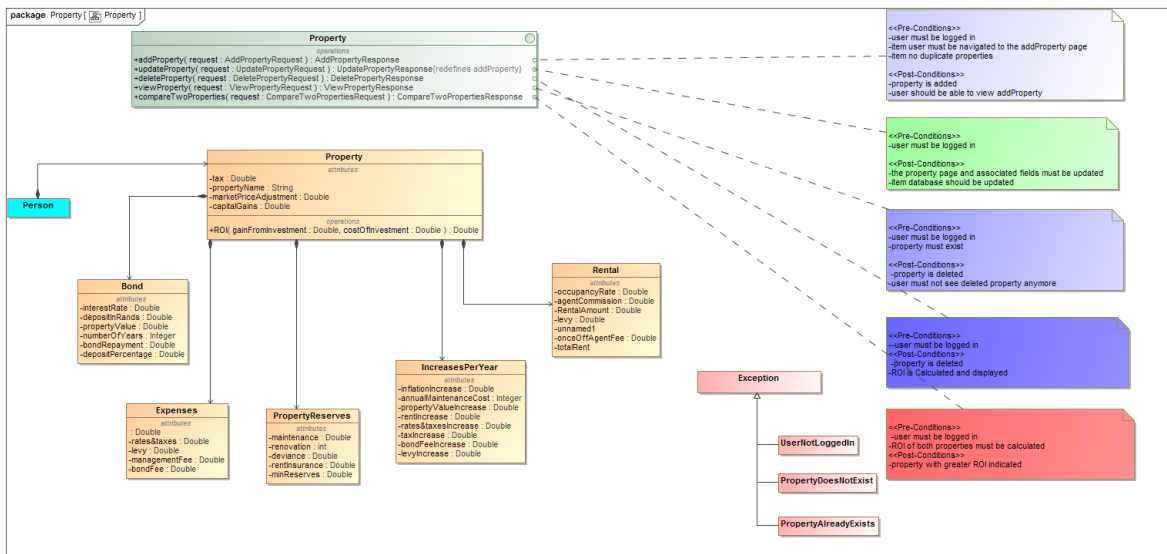 package Property [ Property ]
Property
operations
+addProperty( request : AddPropertyRequest ) : AddPropertyResponse
+updateProperty( request : UpdatePropertyRequest ) : UpdatePropertyResponse{redefines addProperty}
+deleteProperty( request : DeletePropertyRequest ) : DeletePropertyResponse
+viewProperty( request : ViewPropertyRequest ) : ViewPropertyResponse
+compareTwoProperties( request : CompareTwoPropertiesRequest ) : CompareTwoPropertiesResponse
<<Pre-Conditions>>
-user must be logged in
-item user must be navigated to the addProperty page
-item no duplicate properties
<<Post-Conditions>>
-property is added
-user should be able to view addProperty
<<Pre-Conditions>>
-user must be logged in
<<Post-Conditions>>
-the property page and associated fields must be updated
-item database should be updated
<<Pre-Conditions>>
-user must be logged in
-property must exist
<<Post-Conditions>>
-property is deleted
-user must not see deleted property anymore
<<Pre-Conditions>>
--user must be logged in
<<Post-Conditions>>
-property is deleted
-ROI is Calculated and displayed
<<Pre-Conditions>>
-user must be logged in
-ROI of both properties must be calculated
<<Post-Conditions>>
-property with greater ROI indicated
Person
Property
attributes
-tax : Double
-propertyName : String
-marketPriceAdjustment : Double
-capitalGains : Double
operations
+ROI( gainFromInvestment : Double, costOfInvestment : Double ) : Double
Bond
attributes
-interestRate : Double
-depositInRands : Double
-propertyValue : Double
-numberOfYears : Integer
-bondRepayment : Double
-depositPercentage : Double
Expenses
attributes
: Double
-rates&taxes : Double
-levy : Double
-managementFee : Double
-bondFee : Double
PropertyReserves
attributes
-maintenance : Double
-renovation : int
-deviance : Double
-rentInsurance : Double
-minReserves : Double
IncreasesPerYear
attributes
-inflationIncrease : Double
-annualMaintenanceCost : Integer
-propertyValueIncrease : Double
-rentIncrease : Double
-rates&taxesIncrease : Double
-taxIncrease : Double
-bondFeeIncrease : Double
-levyIncrease : Double
Rental
attributes
-occupancyRate : Double
-agentCommission : Double
-RentalAmount : Double
-levy : Double
-unnamed1
-onceOffAgentFee : Double
-totalRent
Exception
UserNotLoggedIn
PropertyDoesNotExist
PropertyAlreadyExists